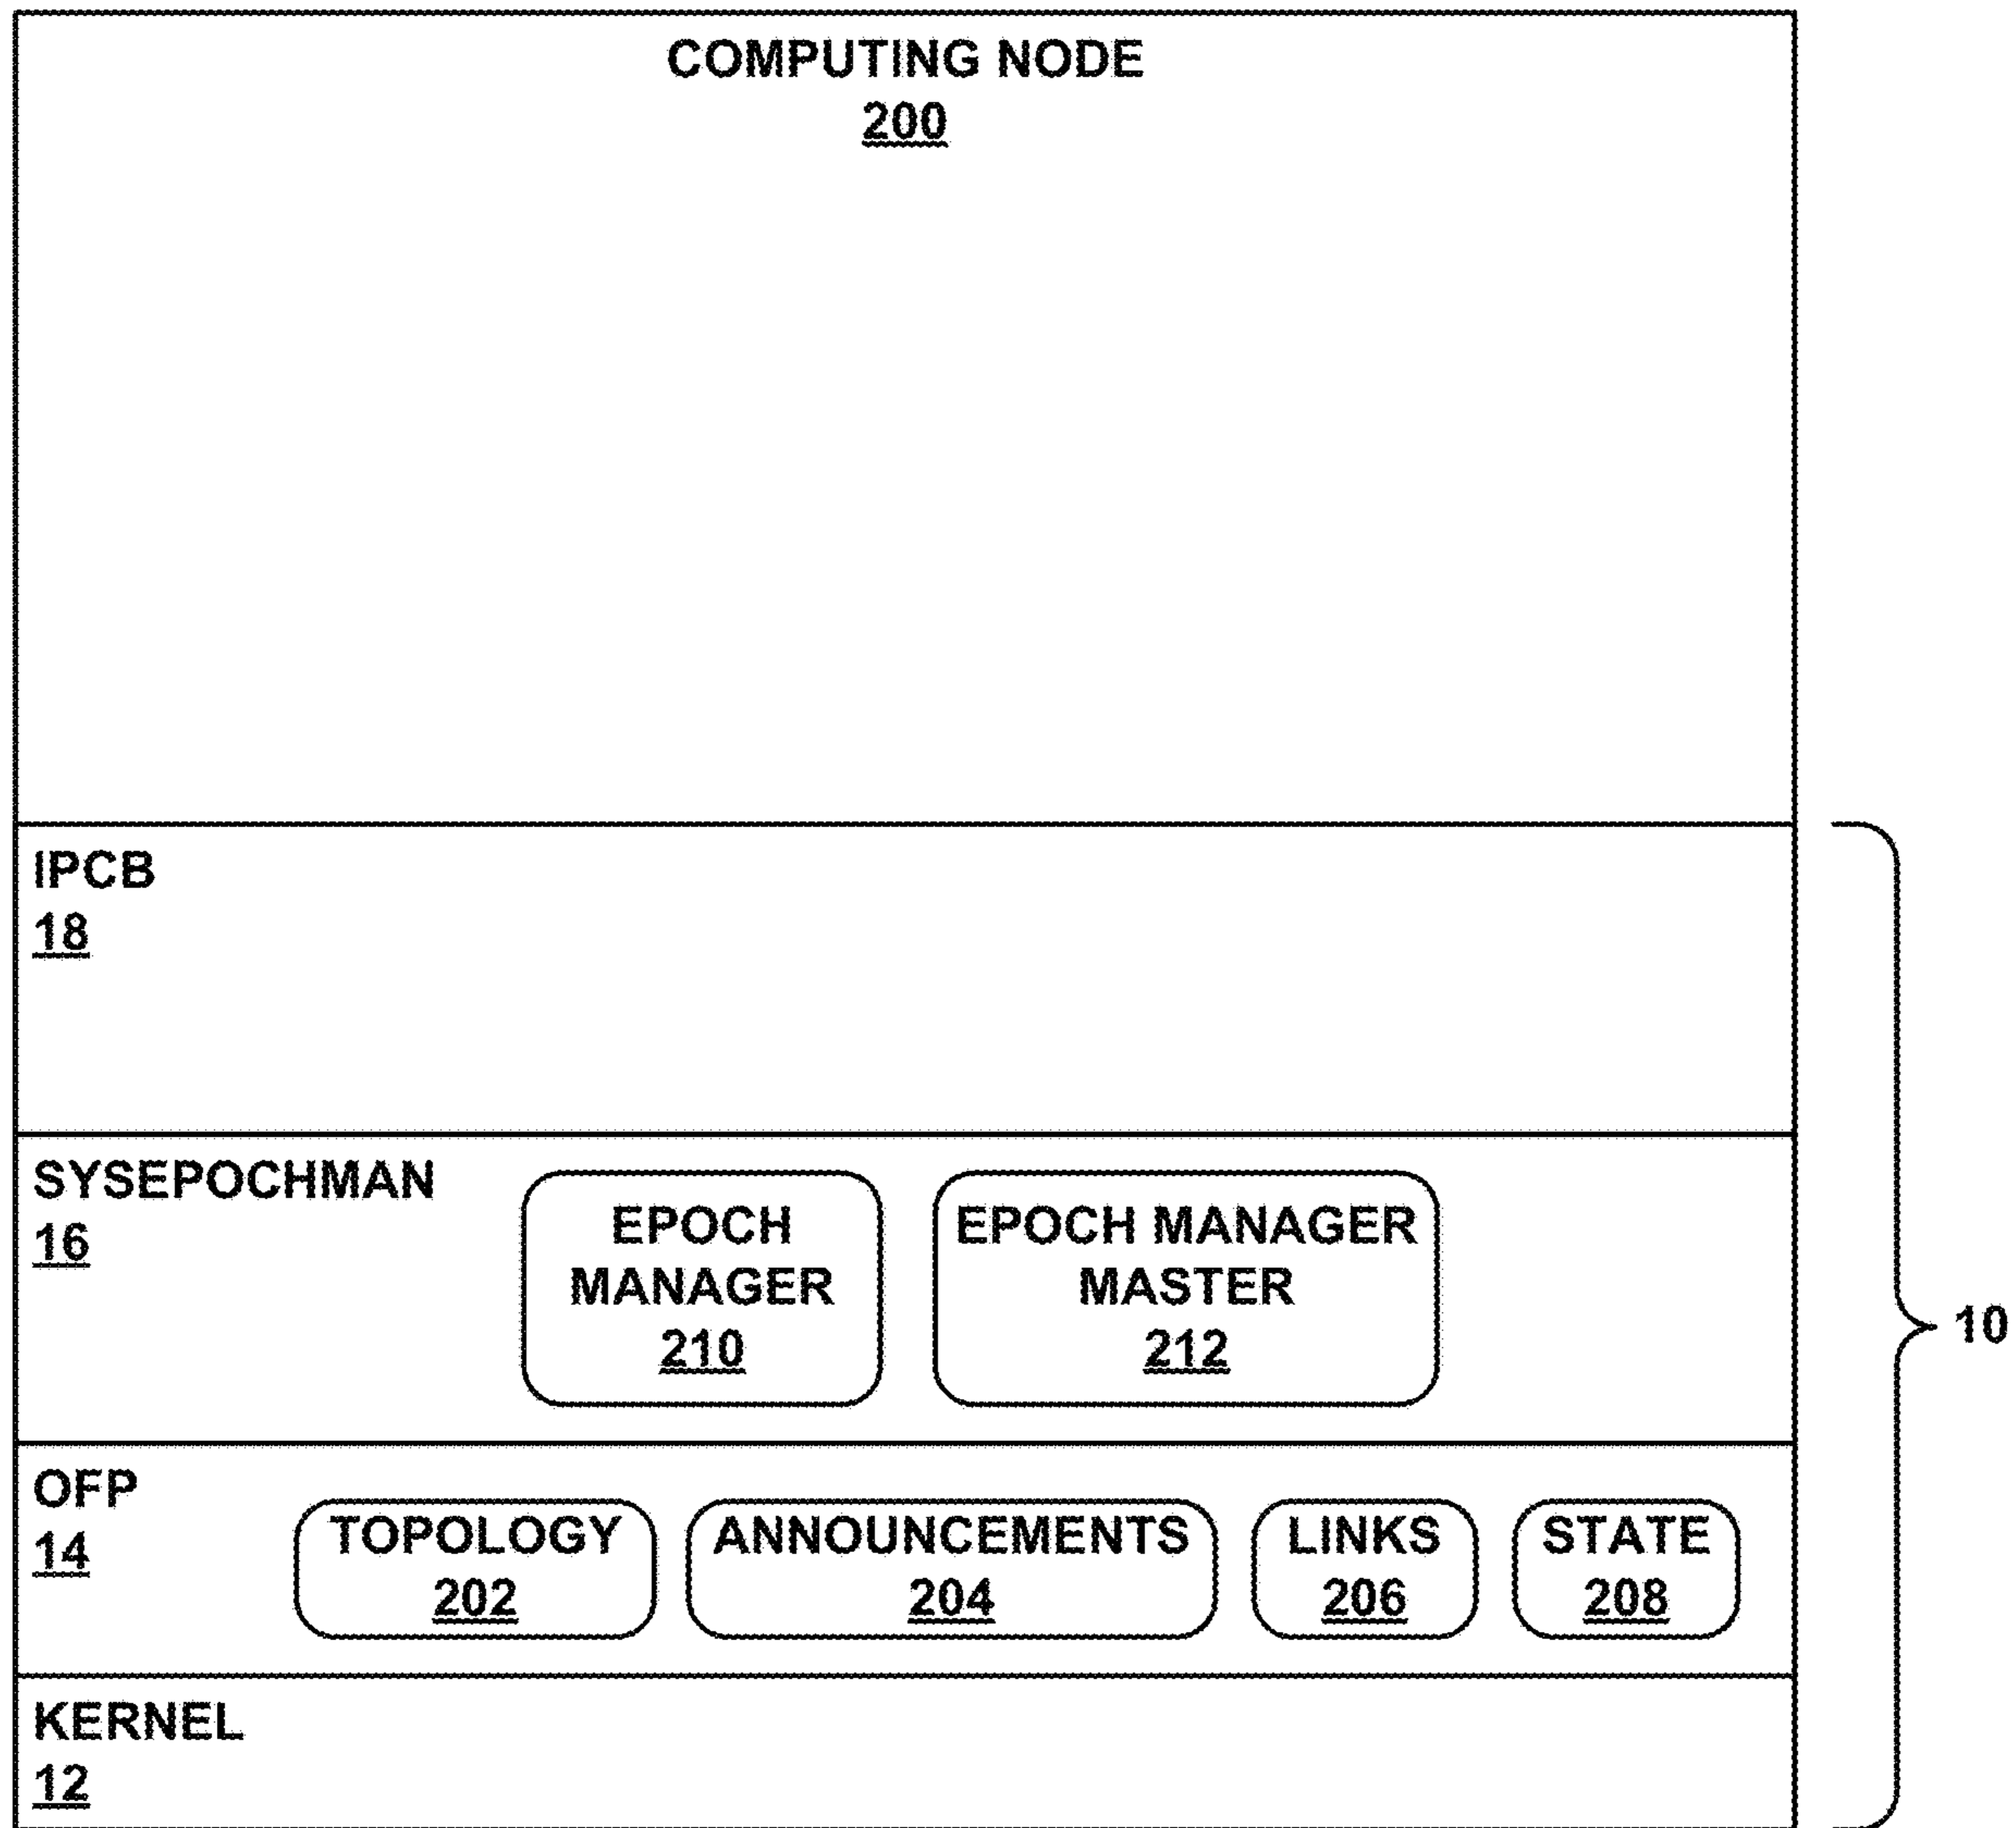 COMPUTING NODE
200
IPCB
18
SYSEPOCHMAN
16
EPOCH
MANAGER
210
EPOCH MANAGER
MASTER
212
10
OFP
14
TOPOLOGY
202
ANNOUNCEMENTS
204
LINKS
206
STATE
208
KERNEL
12